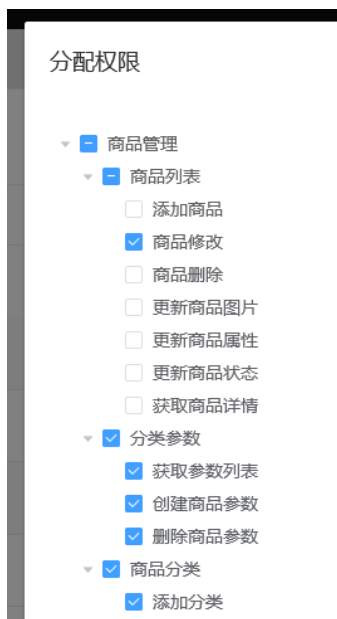 分配权限
商品管理
商品列表
添加商品
商品修改
商品删除
更新商品图片
更新商品属性
更新商品状态
获取商品详情
分类参数
获取参数列表
创建商品参数
删除商品参数
商品分类
添加分类